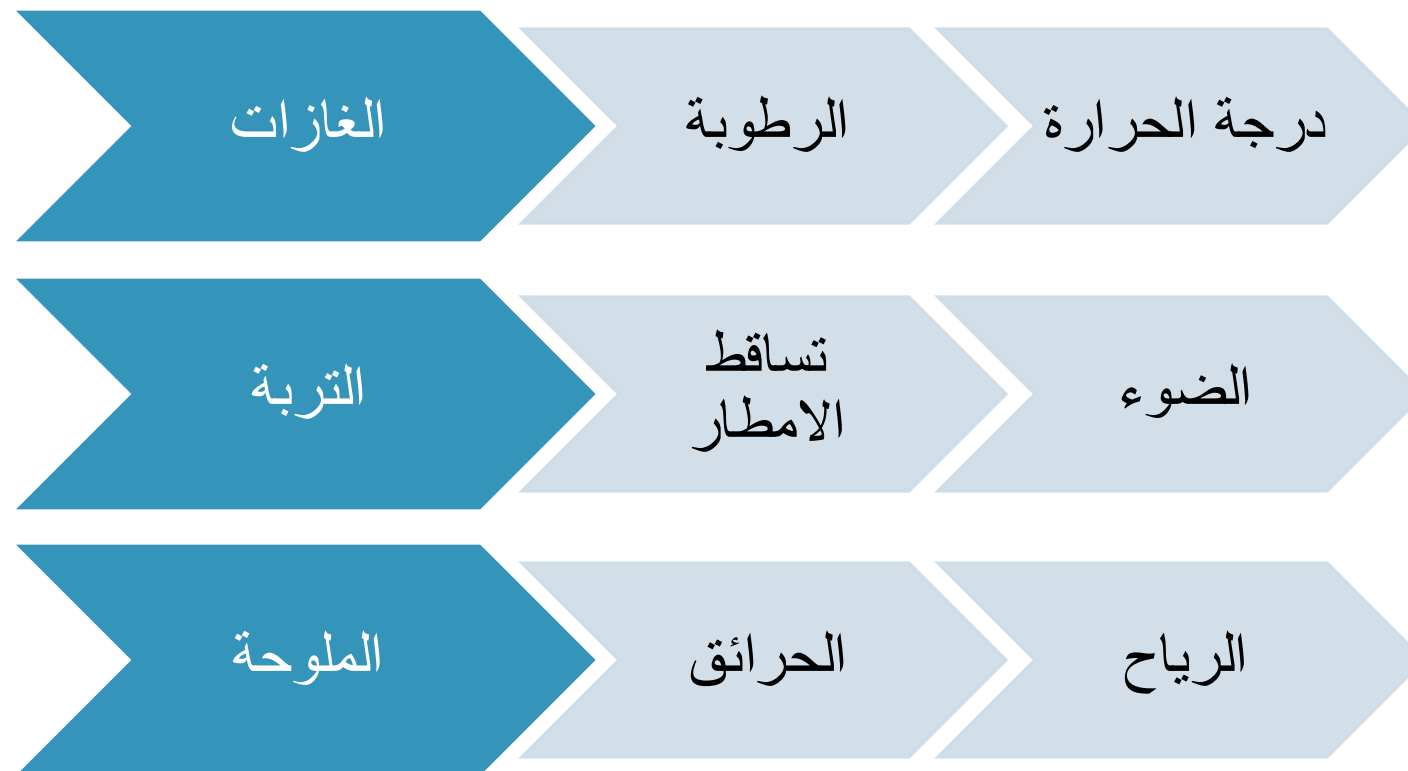 الغازات
الرطوبة
درجة الحرارة
التربة
تساقط
الامطار
الضوء
الملوحة
الحرائق
الرياح